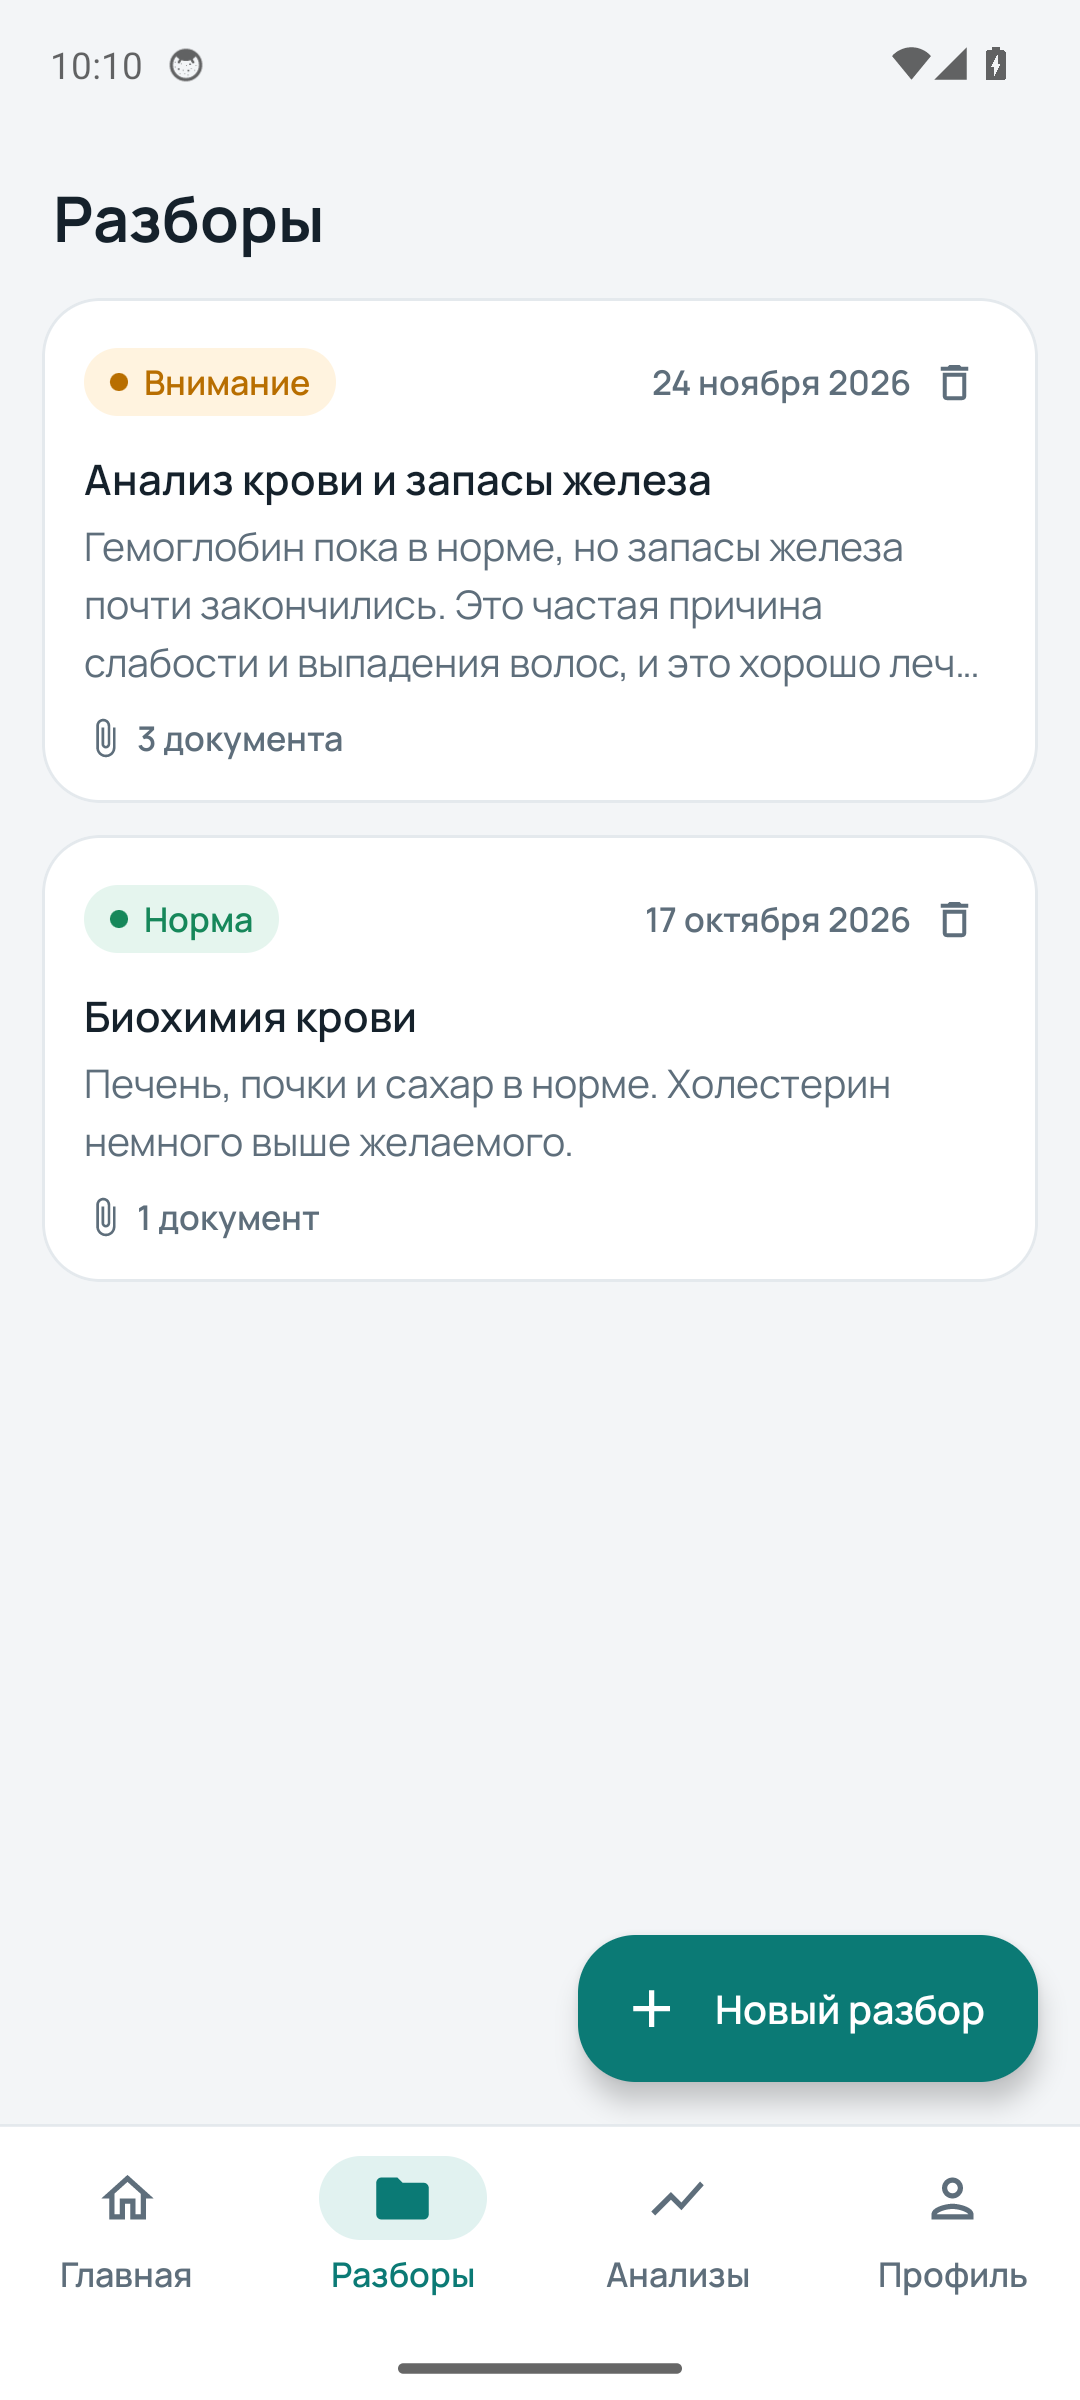 10:10
Разборы
Внимание
24 ноября 2026
Анализ крови и запасы железа
Гемоглобин пока в норме, но запасы железа
почти закончились. Это частая причина
слабости и выпадения волос, и это хорошо леч...
3 документа
Норма
17 октября 2026
Биохимия крови
Печень, почки и сахар в норме. Холестерин
немного выше желаемого.
1 документ
Новый разбор
Главная
Разборы
Анализы
Профиль